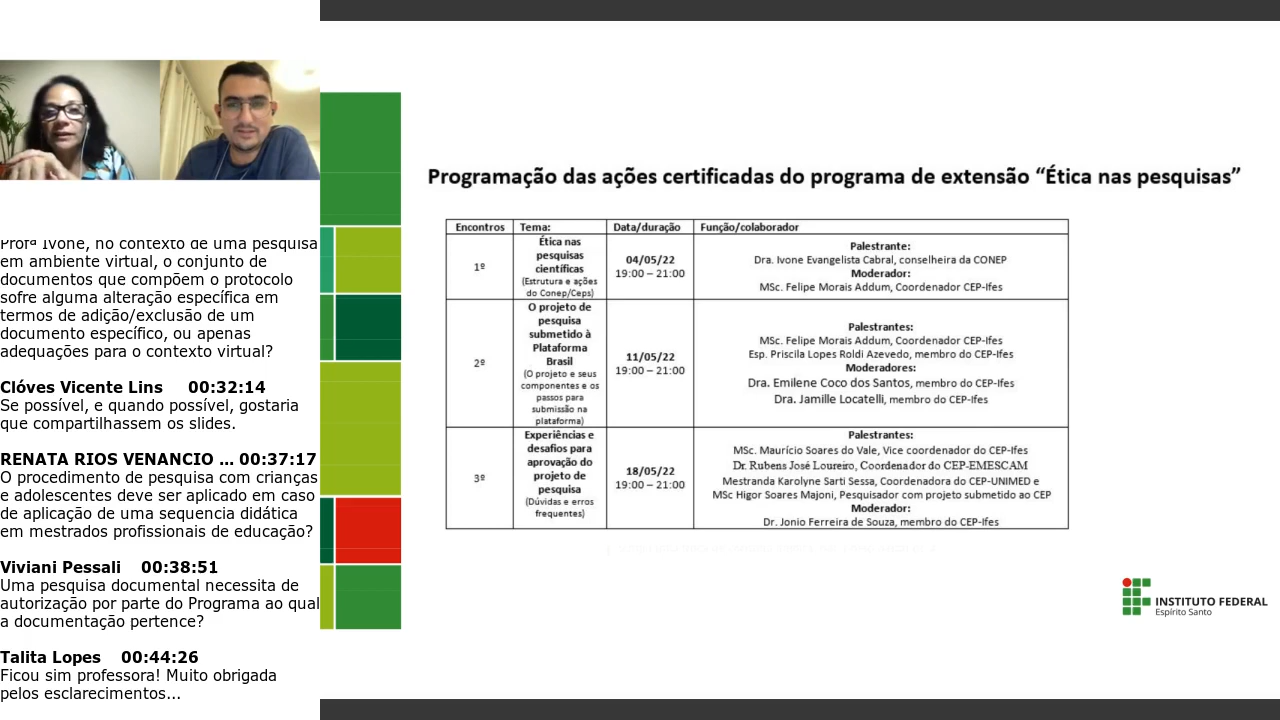 Profª Ivone, no contexto de uma pesquisa
em ambiente virtual, o conjunto de
documentos que compõem o protocolo
sofre alguma alteração específica em
termos de adição/exclusão de um
documento específico, ou apenas
adequações para o contexto virtual?
Clóves Vicente Lins 00:32:14
Se possível, e quando possível, gostaria
que compartilhassem os slides.
RENATA RIOS VENANCIO ... 00:37:17
O procedimento de pesquisa com crianças
e adolescentes deve ser aplicado em caso
de aplicação de uma sequencia didática
em mestrados profissionais de educação?
Viviani Pessali 00:38:51
Uma pesquisa documental necessita de
autorização por parte do Programa ao qual
a documentação pertence?
Talita Lopes 00:44:26
Ficou sim professora! Muito obrigada
pelos esclarecimentos...
Programação das ações certificadas do programa de extensão “Ética nas pesquisas”
Encontros Tema: Data/duração Função/colaborador
1º
Ética nas
pesquisas
científicas
(Estrutura e ações
do Conep/Ceps)
04/05/22
19:00 – 21:00
Palestrante:
Dra. Ivone Evangelista Cabral, conselheira da CONEP
Moderador:
MSc. Felipe Morais Addum, Coordenador CEP-Ifes
2º
O projeto de
pesquisa
submetido à
Plataforma
Brasil
(O projeto e seus
componentes e os
passos para
submissão na
plataforma)
11/05/22
19:00 – 21:00
Palestrantes:
MSc. Felipe Morais Addum, Coordenador CEP-Ifes
Esp. Priscila Lopes Roldi Azevedo, membro do CEP-Ifes
Moderadores:
Dra. Emilene Coco dos Santos, membro do CEP-Ifes
Dra. Jamille Locatelli, membro do CEP-Ifes
3º
Experiências e
desafios para
aprovação do
projeto de
pesquisa
(Dúvidas e erros
frequentes)
18/05/22
19:00 – 21:00
Palestrantes:
MSc. Maurício Soares do Vale, Vice coordenador do CEP-Ifes
Dr. Rubens José Loureiro, Coordenador do CEP-EMESCAM
Mestranda Karolyne Sarti Sessa, Coordenadora do CEP-UNIMED e
MSc Higor Soares Majoni, Pesquisador com projeto submetido ao CEP
Moderador:
Dr. Jonio Ferreira de Souza, membro do CEP-Ifes
INSTITUTO FEDERAL
Espírito Santo